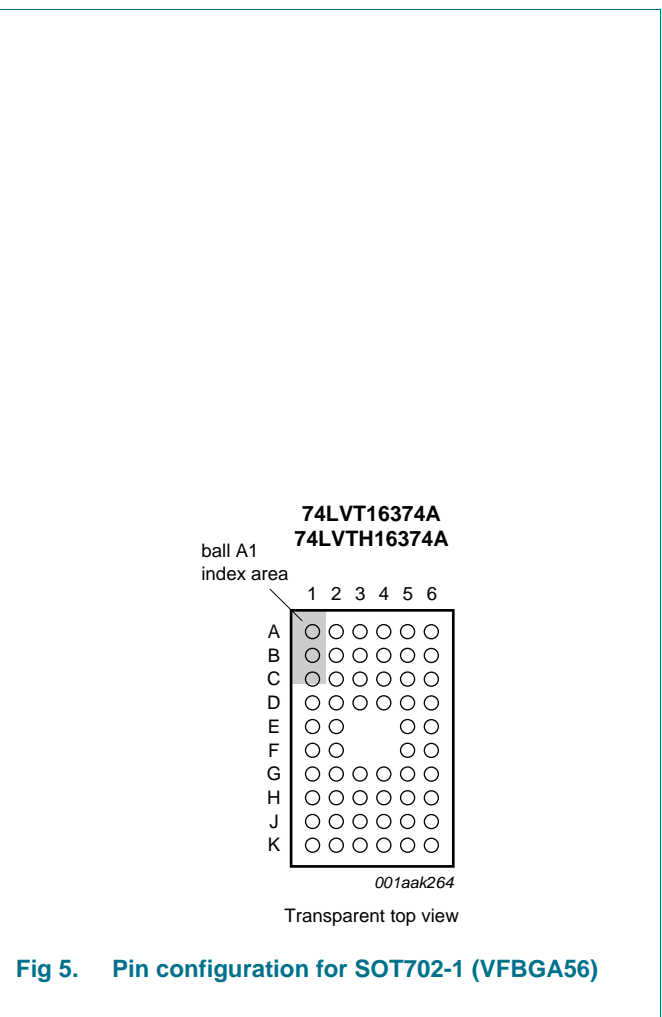 74LVT16374A
74LVTH16374A
ball A1
index area
1 2 3 4 5 6
A
B
C
D
E
F
G
H
J
K
001aak264
Transparent top view
Fig 5. Pin configuration for SOT702-1 (VFBGA56)